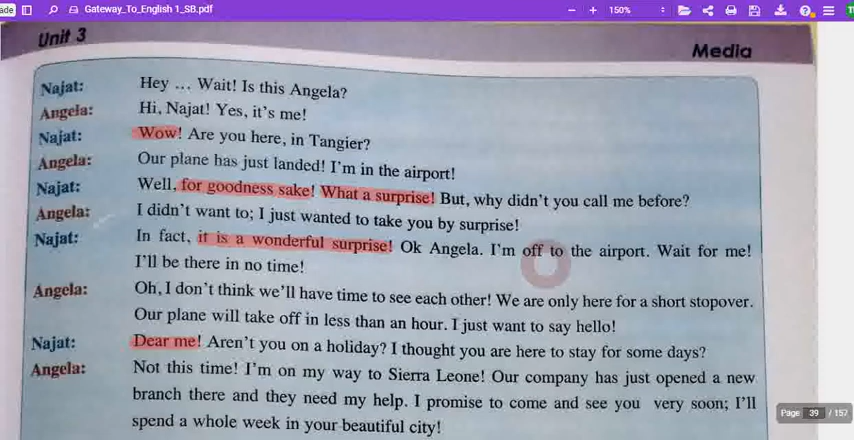 Gateway_To_English 1_SB.pdf
150%
Unit 3
Media
Najat: Hey ... Wait! Is this Angela?
Angela: Hi, Najat! Yes, it's me!
Najat: Wow! Are you here, in Tangier?
Angela: Our plane has just landed! I'm in the airport!
Najat: Well, for goodness sake! What a surprise! But, why didn't you call me before?
Angela: I didn't want to; I just wanted to take you by surprise!
Najat: In fact, it is a wonderful surprise! Ok Angela. I'm off to the airport. Wait for me!
I'll be there in no time!
Angela: Oh, I don't think we'll have time to see each other! We are only here for a short stopover.
Our plane will take off in less than an hour. I just want to say hello!
Najat: Dear me! Aren't you on a holiday? I thought you are here to stay for some days?
Angela: Not this time! I'm on my way to Sierra Leone! Our company has just opened a new
branch there and they need my help. I promise to come and see you very soon; I'll
spend a whole week in your beautiful city!
Page 39 / 157